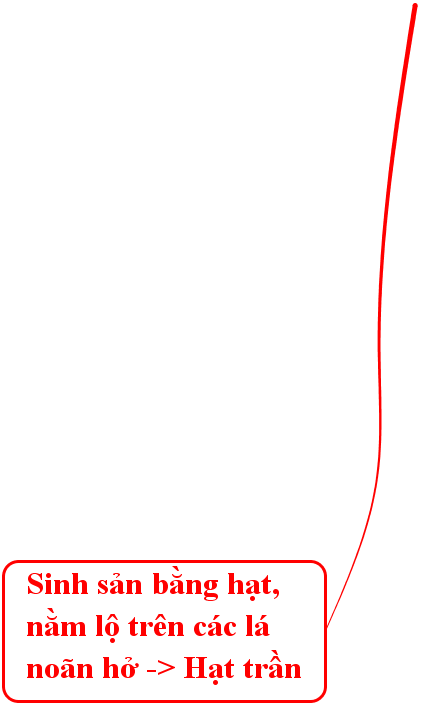 Sinh sản bằng hạt,
nằm lộ trên các lá
noãn hở -> Hạt trần